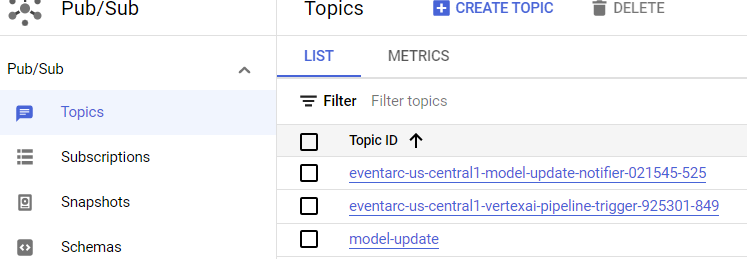 Pub/Sub
Topics
CREATE TOPIC
DELETE
Pub/Sub
Topics
Subscriptions
Snapshots
Schemas
LIST
METRICS
Filter Filter topics
Topic ID
eventarc-us-central1-model-update-notifier-021545-525
eventarc-us-central1-vertexai-pipeline-trigger-925301-849
model-update